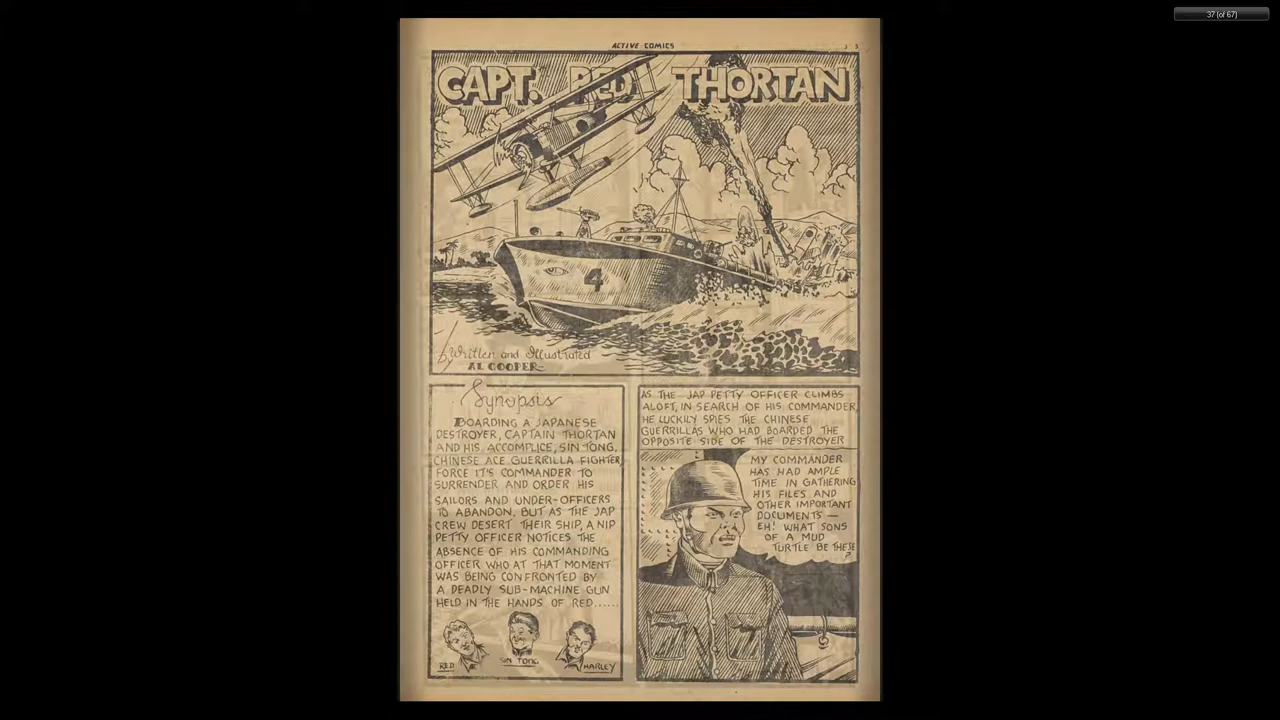 37 (of 67)
ACTIVE COMICS
CAPT. RED THORTAN
4
Written and Illustrated
AL COOPER
Synopsis
BOARDING A JAPANESE
DESTROYER, CAPTAIN THORTAN
AND HIS ACCOMPLICE, SIN TONG,
CHINESE ACE GUERRILLA FIGHTER,
FORCE IT'S COMMANDER TO
SURRENDER AND ORDER HIS
SAILORS AND UNDER-OFFICERS
TO ABANDON. BUT AS THE JAP
CREW DESERT THEIR SHIP, A NIP
PETTY OFFICER NOTICES THE
ABSENCE OF HIS COMMANDING
OFFICER WHO AT THAT MOMENT
WAS BEING CONFRONTED BY
A DEADLY SUB-MACHINE GUN
HELD IN THE HANDS OF RED......
RED
SIN TONG
HARLEY
AS THE JAP PETTY OFFICER CLIMBS
ALOFT, IN SEARCH OF HIS COMMANDER,
HE LUCKILY SPIES THE CHINESE
GUERRILLAS WHO HAD BOARDED THE
OPPOSITE SIDE OF THE DESTROYER
MY COMMANDER
HAS HAD AMPLE
TIME IN GATHERING
HIS FILES AND
OTHER IMPORTANT
DOCUMENTS —
EH! WHAT SONS
OF A MUD
TURTLE BE THESE
?